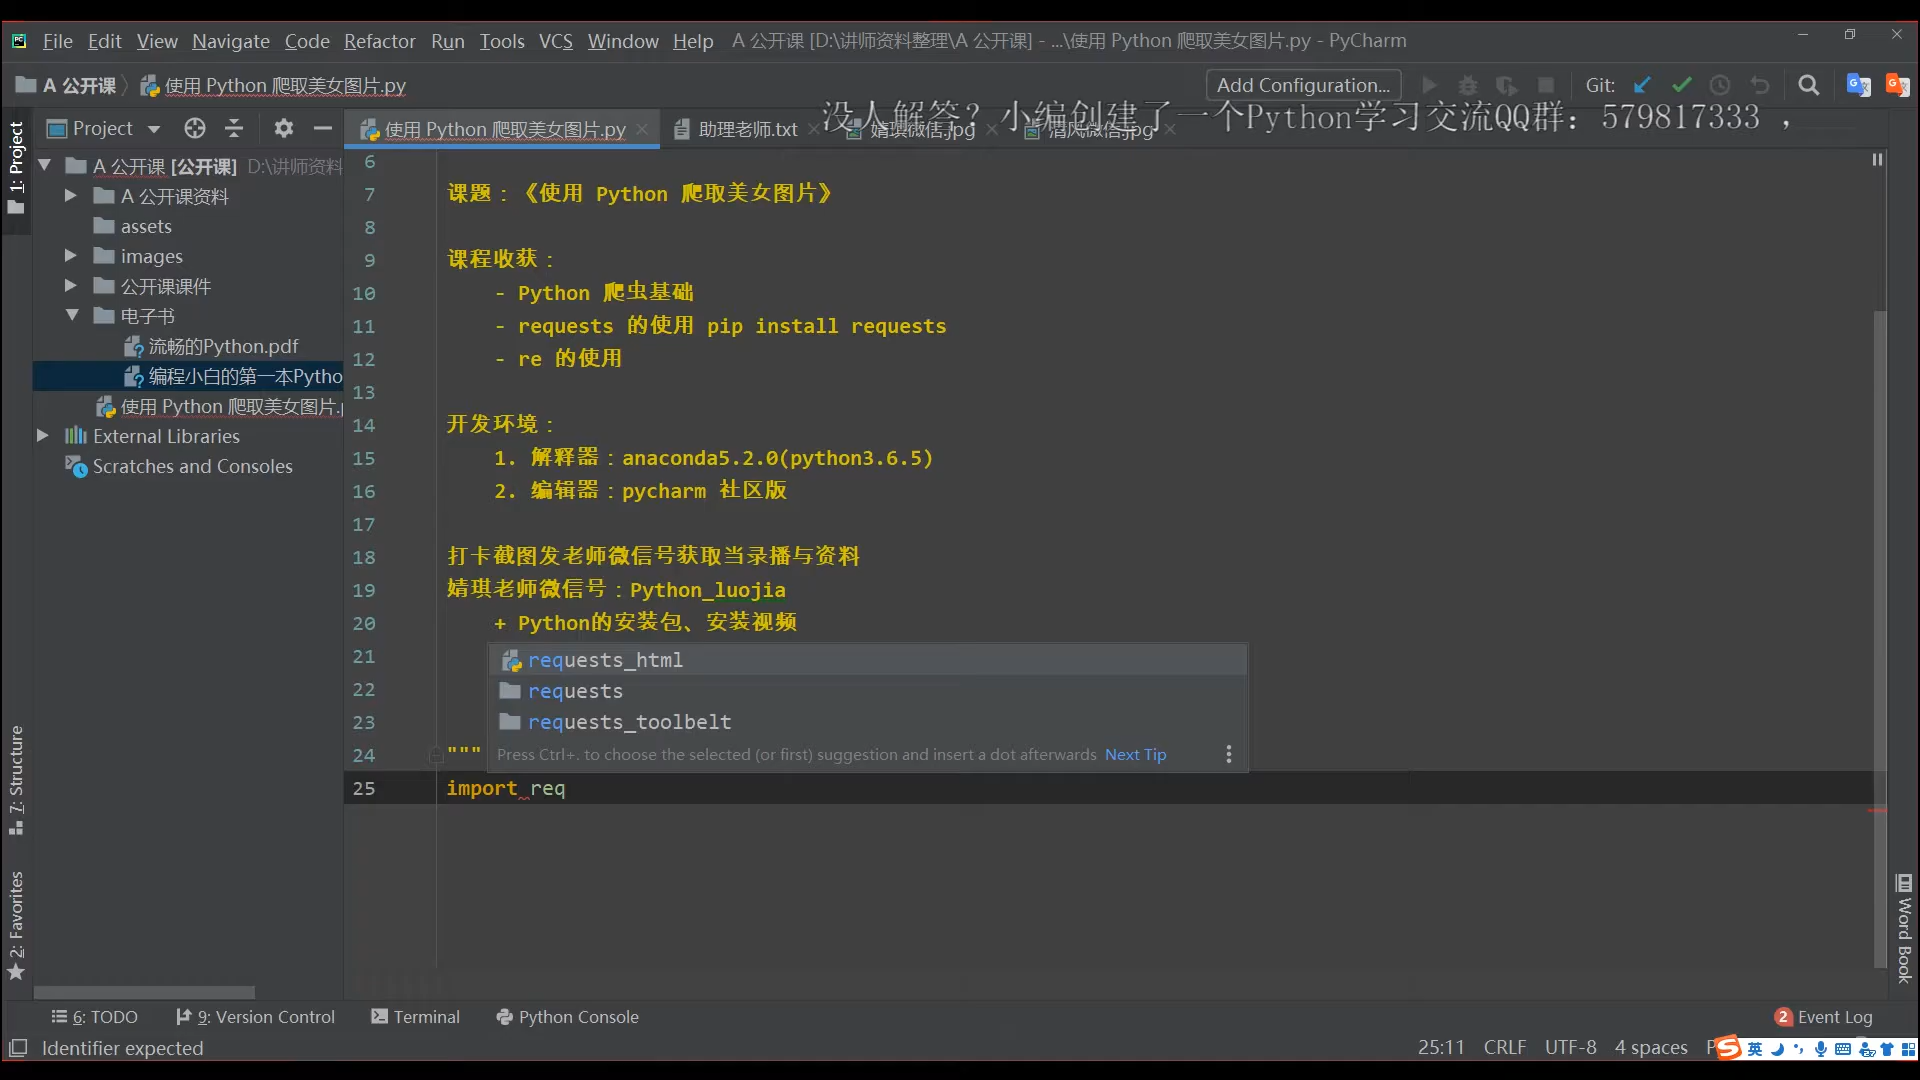 File Edit View Navigate Code Refactor Run Tools VCS Window Help A 公开课 [D:\讲师资料整理\A 公开课] - ...\使用 Python 爬取美女图片.py - PyCharm
A 公开课 使用 Python 爬取美女图片.py Add Configuration... Git:
没人解答？小编创建了一个Python学习交流QQ群：579817333 ，
Project 使用 Python 爬取美女图片.py 助理老师.txt 婧琪微信.jpg 清风微信.jpg
1: Project
A 公开课 [公开课] D:\讲师资料
A 公开课资料
assets
images
公开课课件
电子书
流畅的Python.pdf
编程小白的第一本Pytho
使用 Python 爬取美女图片.
External Libraries
Scratches and Consoles
6
7 课题：《使用 Python 爬取美女图片》
8
9 课程收获：
10 - Python 爬虫基础
11 - requests 的使用 pip install requests
12 - re 的使用
13
14 开发环境：
15 1. 解释器：anaconda5.2.0(python3.6.5)
16 2. 编辑器：pycharm 社区版
17
18 打卡截图发老师微信号获取当录播与资料
19 婧琪老师微信号：Python_luojia
20 + Python的安装包、安装视频
21 requests_html
22 requests
23 requests_toolbelt
24 """ Press Ctrl+. to choose the selected (or first) suggestion and insert a dot afterwards Next Tip
25 import req
7: Structure
2: Favorites
Word Book
6: TODO 9: Version Control Terminal Python Console 2 Event Log
Identifier expected 25:11 CRLF UTF-8 4 spaces 英